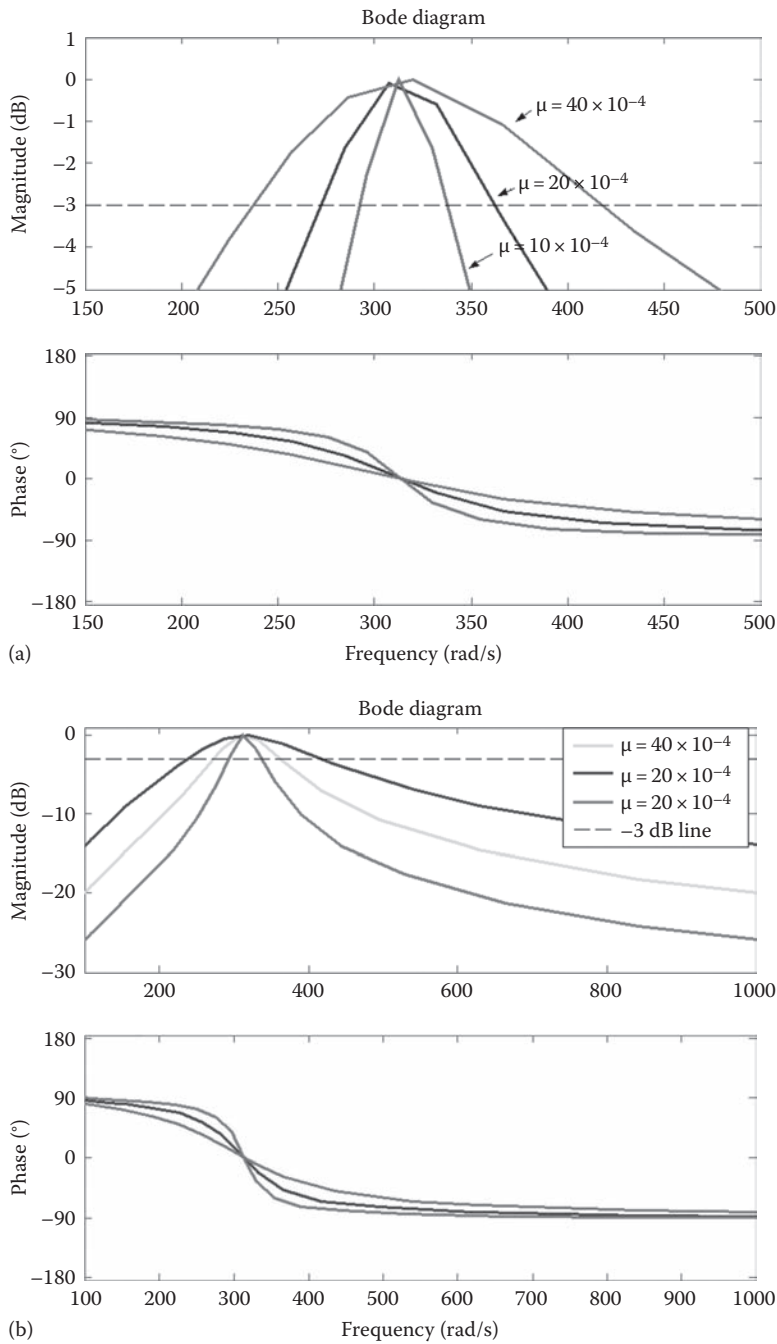 Bode diagram
1
0
−1
−2
−3
−4
−5
Magnitude (dB)
μ = 40 × 10−4
μ = 20 × 10−4
μ = 10 × 10−4
150 200 250 300 350 400 450 500
180
90
0
−90
−180
Phase (°)
150 200 250 300 350 400 450 500
(a) Frequency (rad/s)
Bode diagram
0
−10
−20
−30
Magnitude (dB)
μ = 40 × 10−4
μ = 20 × 10−4
μ = 20 × 10−4
−3 dB line
200 400 600 800 1000
180
90
0
−90
−180
Phase (°)
100 200 300 400 500 600 700 800 900 1000
(b) Frequency (rad/s)